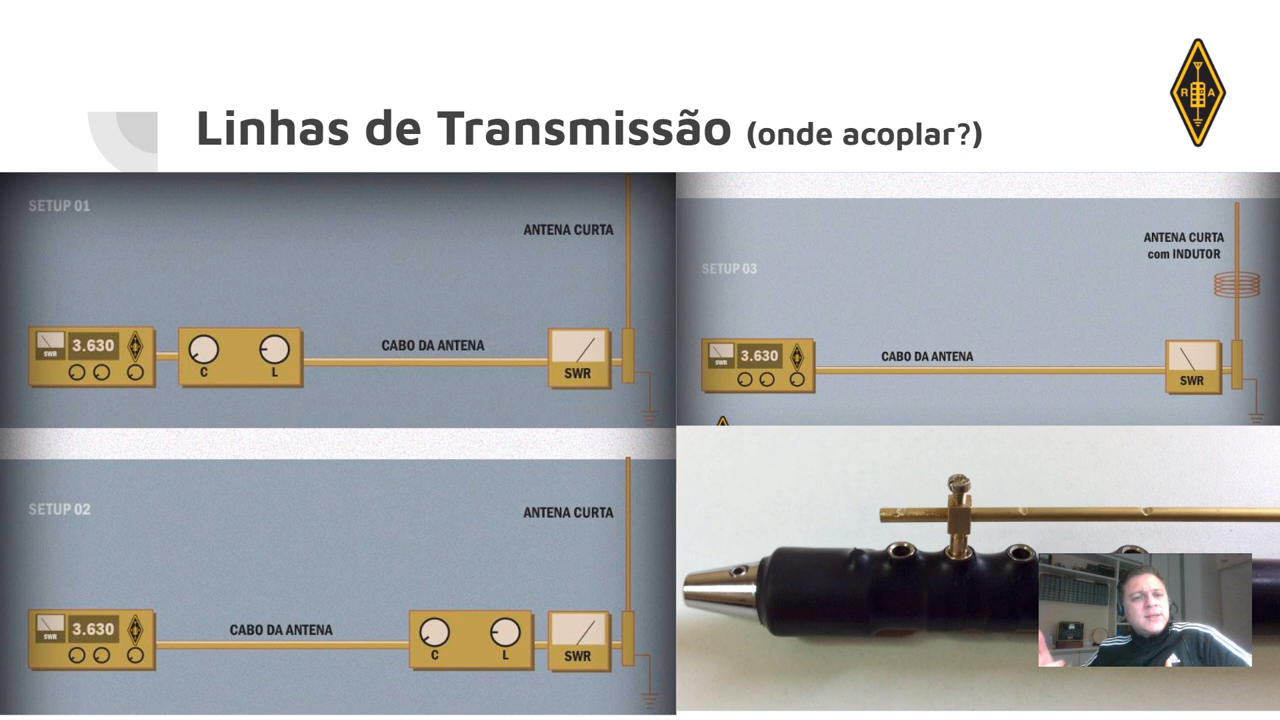 Linhas de Transmissão (onde acoplar?)
R A
SETUP 01
ANTENA CURTA
SWR
3.630
C
L
CABO DA ANTENA
SWR
SETUP 03
ANTENA CURTA
com INDUTOR
SWR
3.630
CABO DA ANTENA
SWR
SETUP 02
ANTENA CURTA
SWR
3.630
CABO DA ANTENA
C
L
SWR